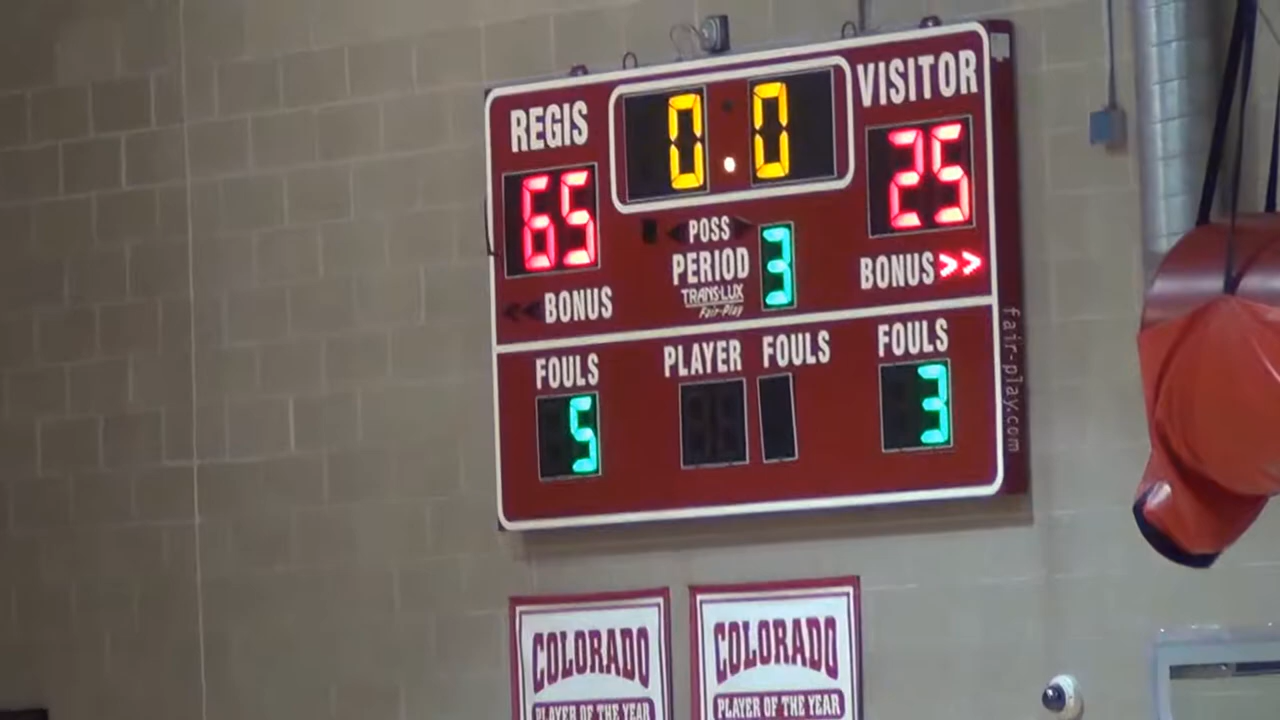 REGIS
0.0
VISITOR
65
25
POSS
PERIOD 3
TRANS-LUX
Fair-Play
BONUS
BONUS >>
FOULS
PLAYER FOULS
FOULS
5
3
fair-play.com
COLORADO
PLAYER OF THE YEAR
COLORADO
PLAYER OF THE YEAR